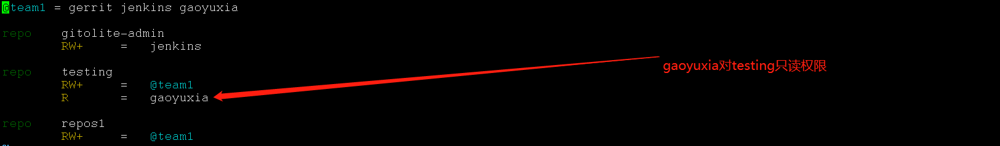 @team1 = gerrit jenkins gaoyuxia
repo gitolite-admin
RW+ = jenkins
repo testing
RW+ = @team1
R = gaoyuxia
gaoyuxia对testing只读权限
repo repos1
RW+ = @team1